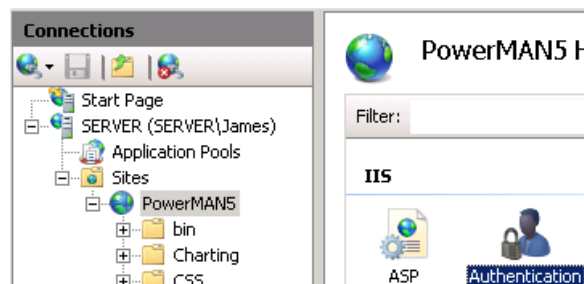 Connections
PowerMAN5 H
Start Page
SERVER (SERVER\James)
Application Pools
Sites
PowerMAN5
bin
Charting
CSS
Filter:
IIS
ASP
Authentication